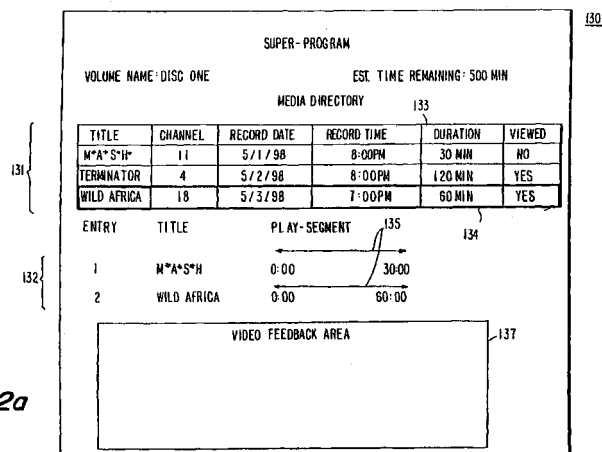 130
SUPER-PROGRAM
VOLUME NAME: DISC ONE EST. TIME REMAINING: 500 MIN
MEDIA DIRECTORY
133
TITLE CHANNEL RECORD DATE RECORD TIME DURATION VIEWED
M*A*S*H* 11 5/1/98 8:00PM 30 MIN NO
TERMINATOR 4 5/2/98 8:00PM 120 MIN YES
WILD AFRICA 18 5/3/98 7:00PM 60 MIN YES
131
134
ENTRY TITLE PLAY-SEGMENT 135
1 M*A*S*H 0:00 30:00
132
2 WILD AFRICA 0:00 60:00
VIDEO FEEDBACK AREA
137
2a